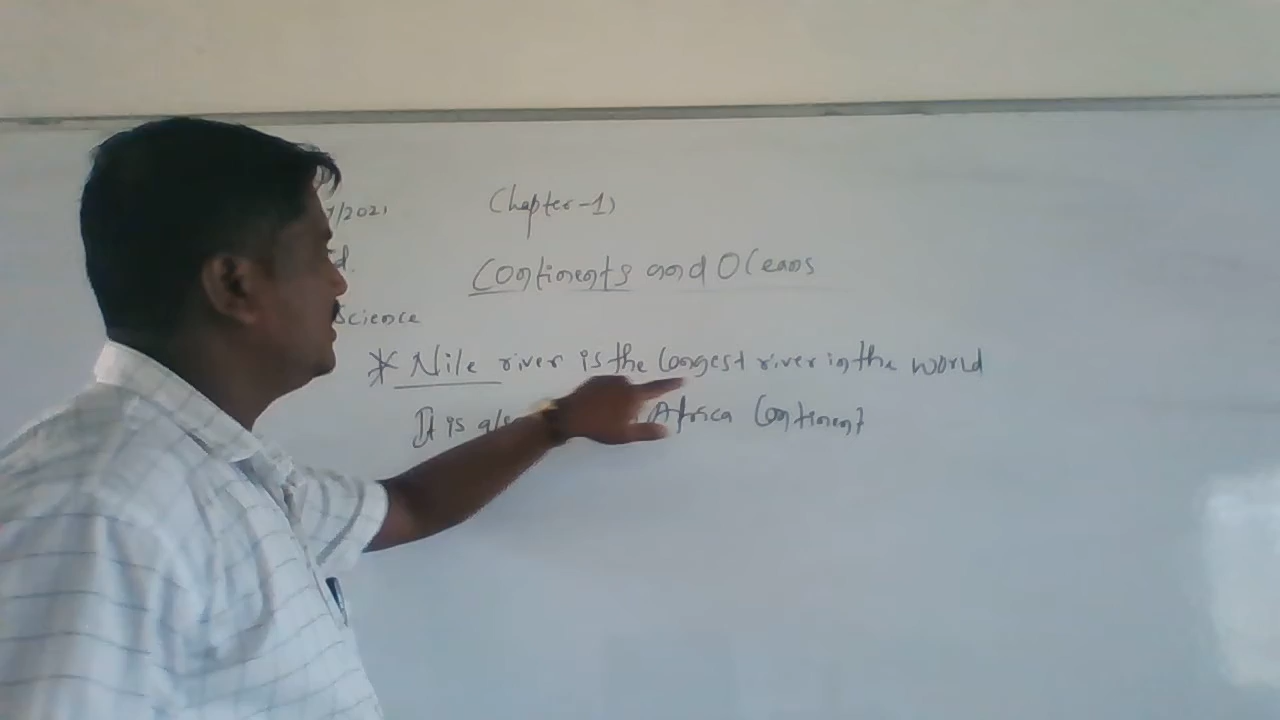 /2021
Chapter-1)
Continents and Oceans
Science
* Nile river is the longest river in the world
It is Africa Continent